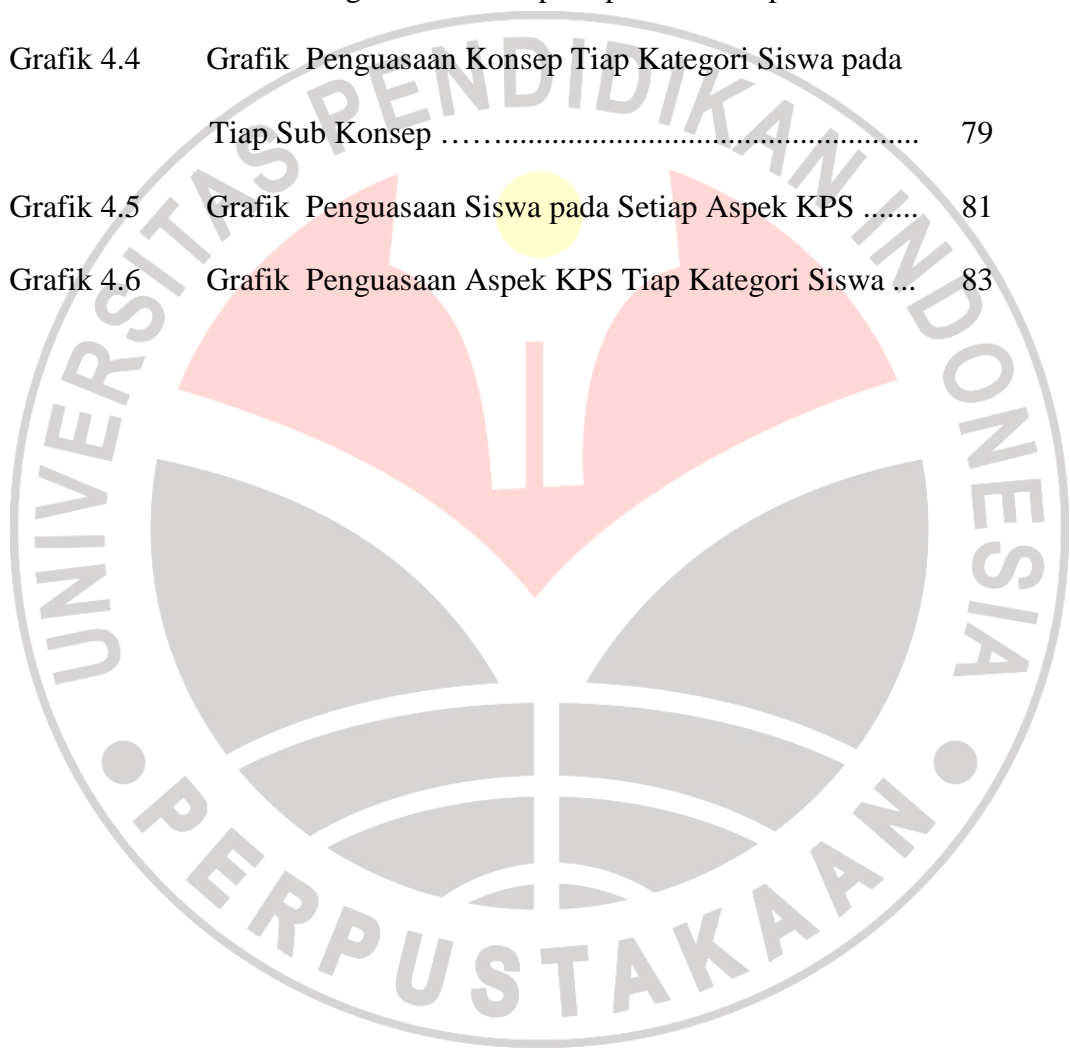 Grafik 4.4 Grafik Penguasaan Konsep Tiap Kategori Siswa pada
Tiap Sub Konsep ……............................................. 79
Grafik 4.5 Grafik Penguasaan Siswa pada Setiap Aspek KPS ....... 81
Grafik 4.6 Grafik Penguasaan Aspek KPS Tiap Kategori Siswa ... 83
UNIVERSITAS PENDIDIKAN INDONESIA
PERPUSTAKAAN